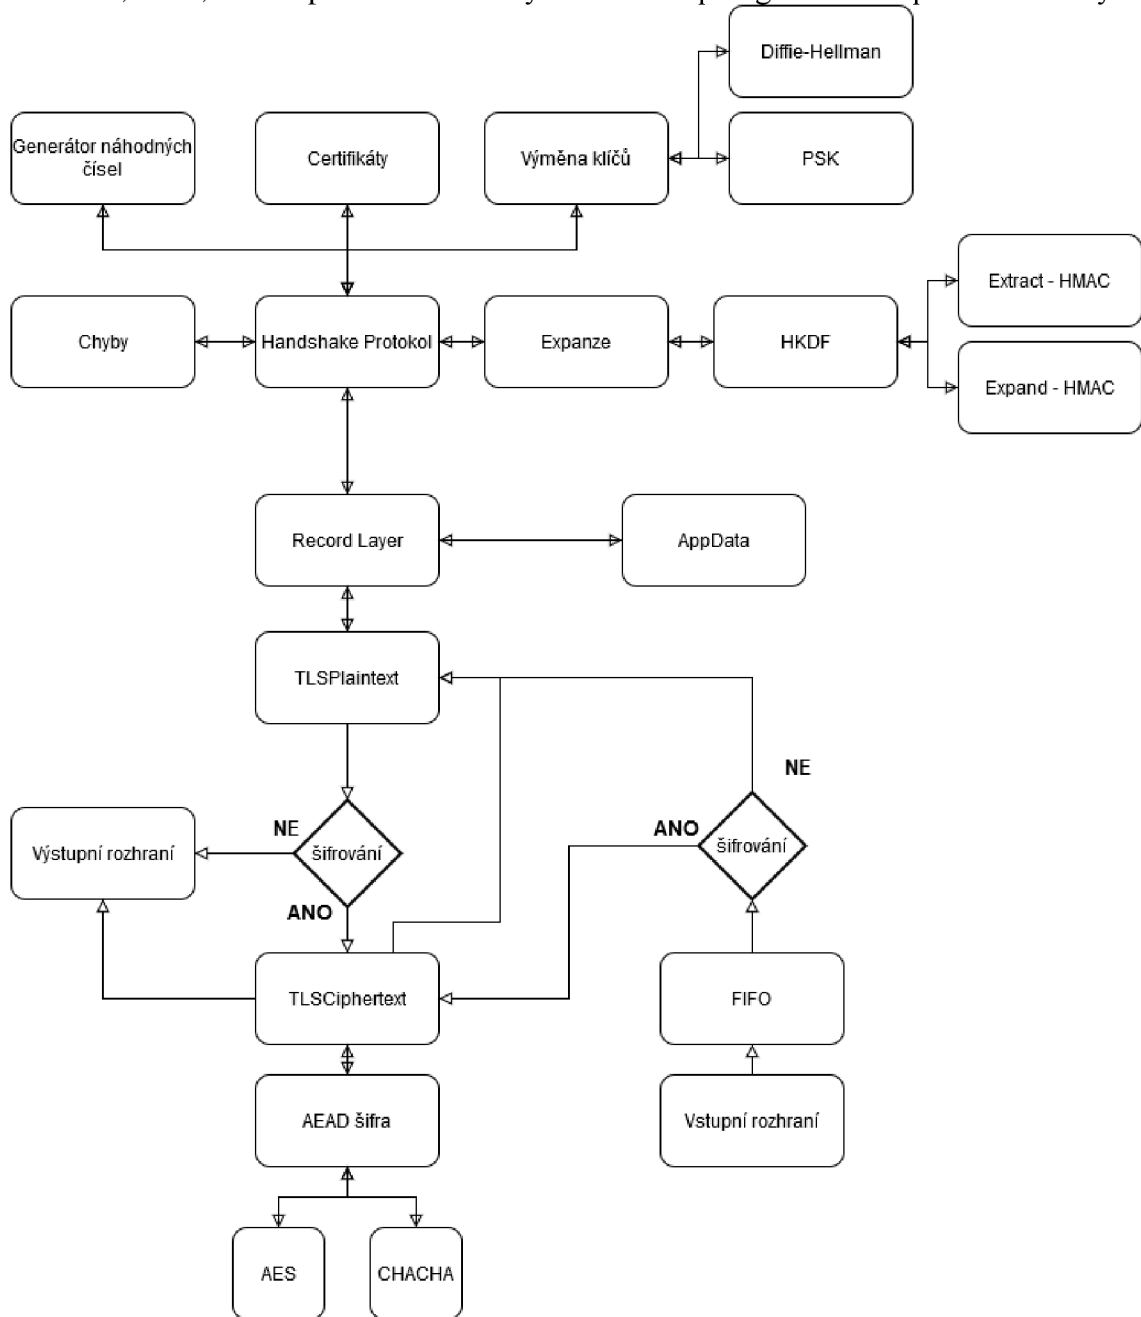 Diffie-Hellman
Generátor náhodných
čísel
Certifikáty
Výměna klíčů
PSK
Extract - HMAC
Chyby
Handshake Protokol
Expanze
HKDF
Expand - HMAC
Record Layer
AppData
TLSPlaintext
NE
NE
ANO
šifrování
Výstupní rozhraní
šifrování
ANO
TLSCiphertext
FIFO
AEAD šifra
Vstupní rozhraní
AES
CHACHA